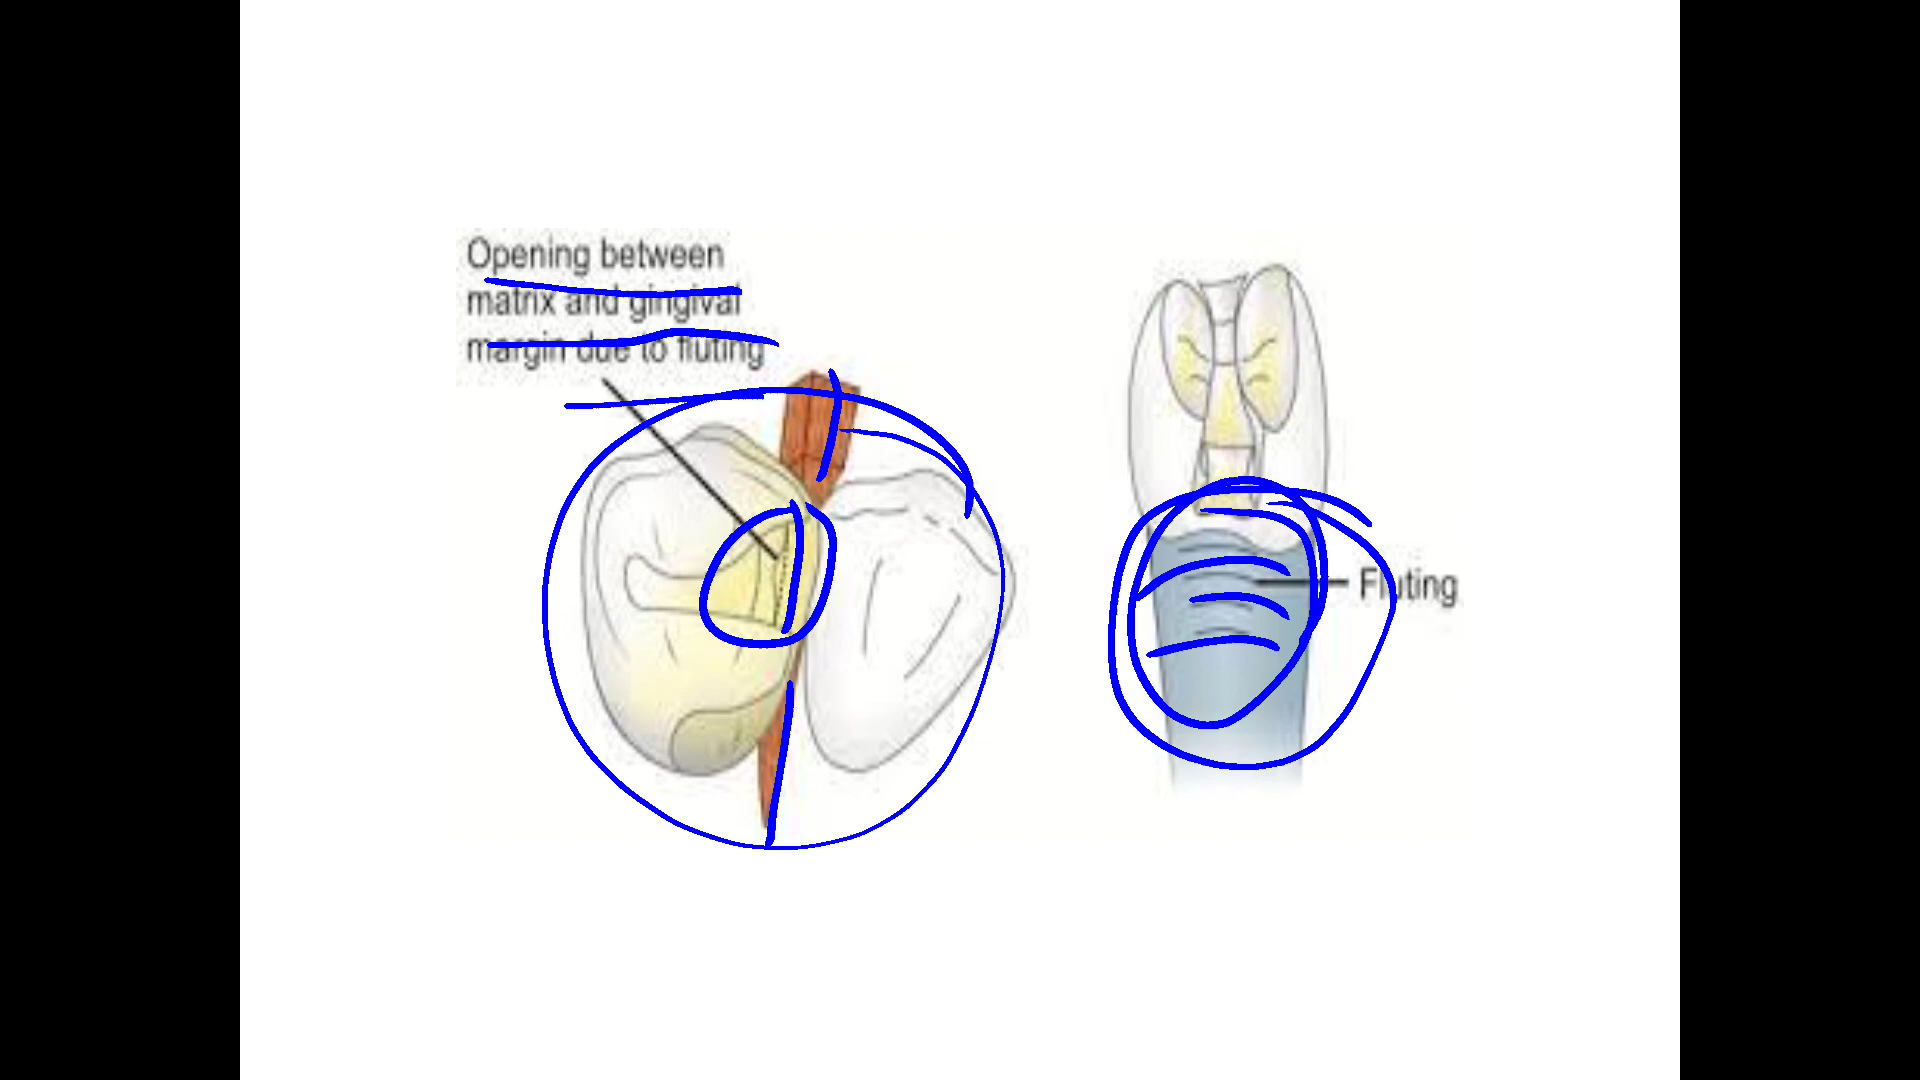 Opening between
matrix and gingival
margin due to fluting
Fluting